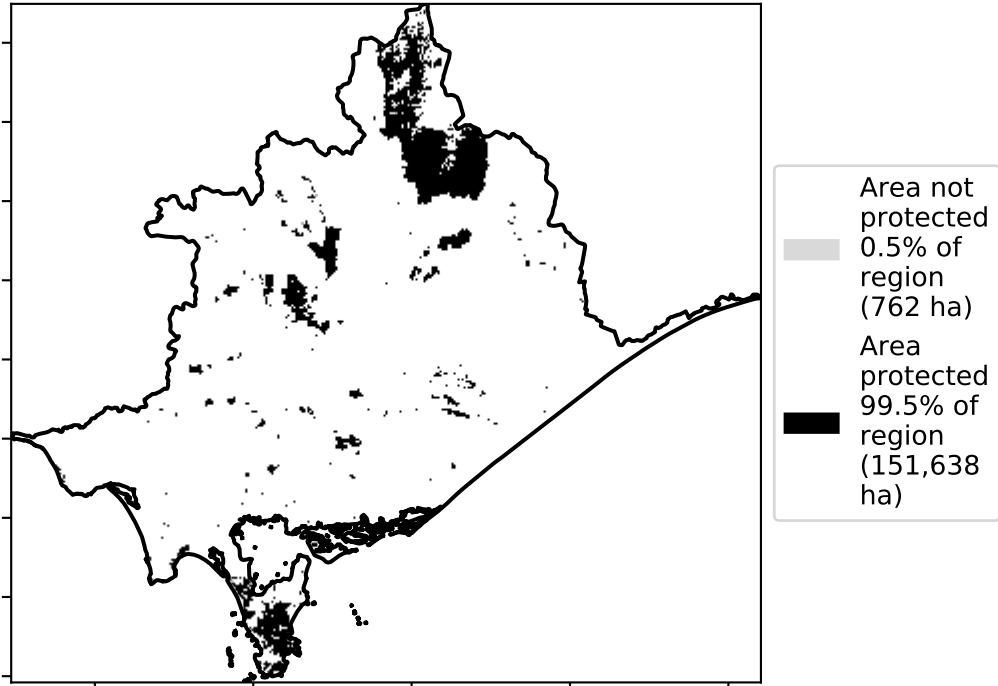 Area not
protected
0.5% of
region
(762 ha)
Area
protected
99.5% of
region
(151,638
ha)